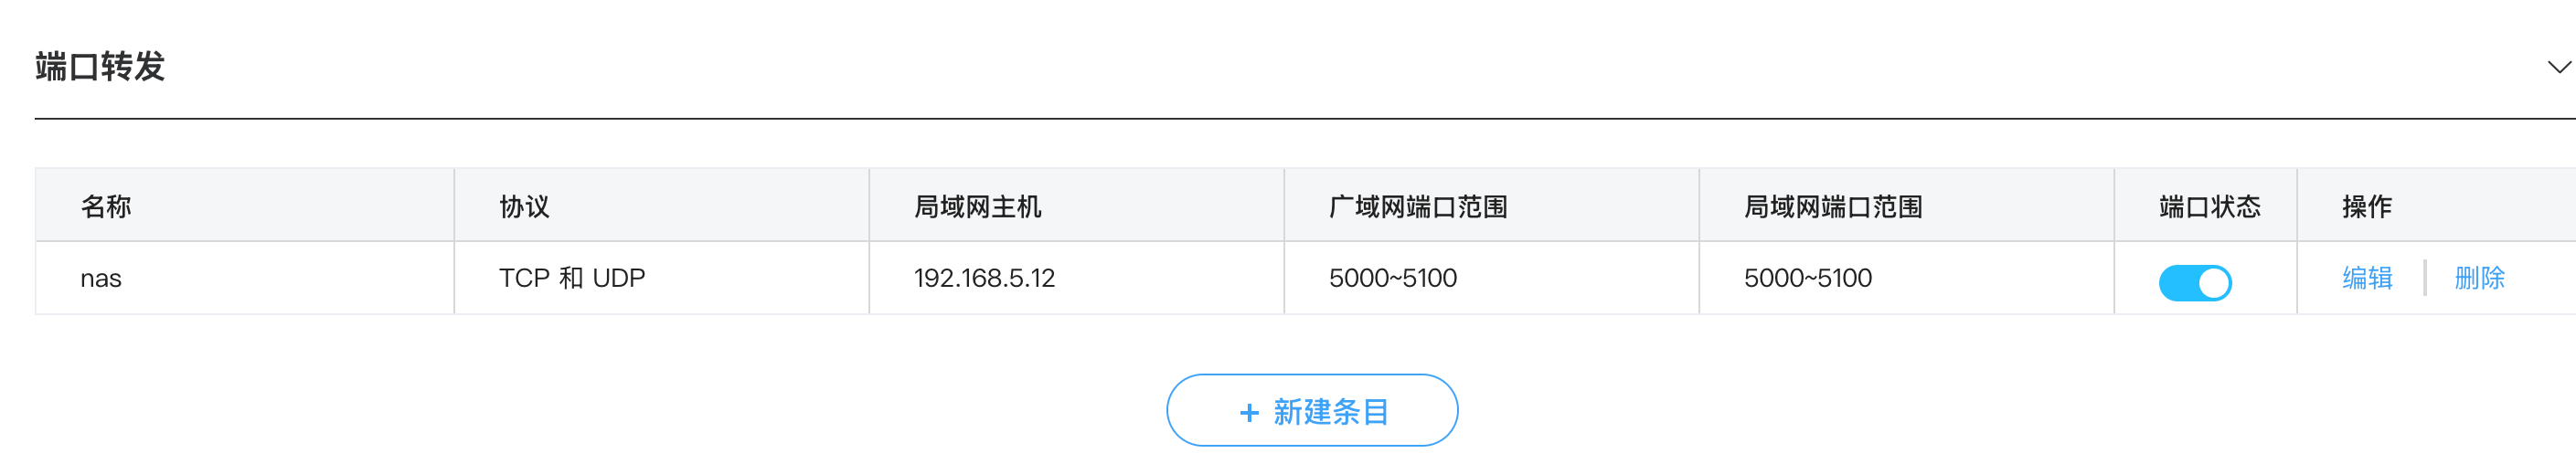 端口转发
名称 协议 局域网主机 广域网端口范围 局域网端口范围 端口状态 操作
nas TCP 和 UDP 192.168.5.12 5000~5100 5000~5100 编辑 删除
+ 新建条目